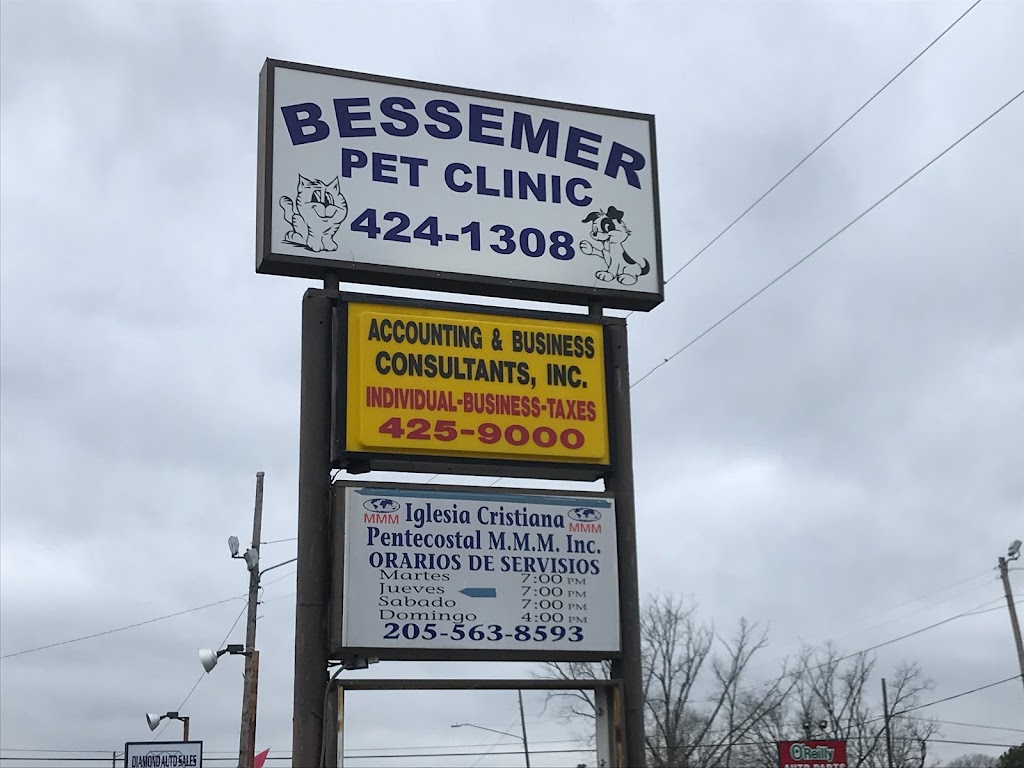 BESSEMER
PET CLINIC
424-1308
ACCOUNTING & BUSINESS
CONSULTANTS, INC.
INDIVIDUAL-BUSINESS-TAXES
425-9000
MMM Iglesia Cristiana MMM
Pentecostal M.M.M. Inc.
ORARIOS DE SERVISIOS
Martes 7:00 PM
Jueves 7:00 PM
Sabado 7:00 PM
Domingo 4:00 PM
205-563-8593
DIAMOND AUTO SALES
O'Reilly
AUTO PARTS